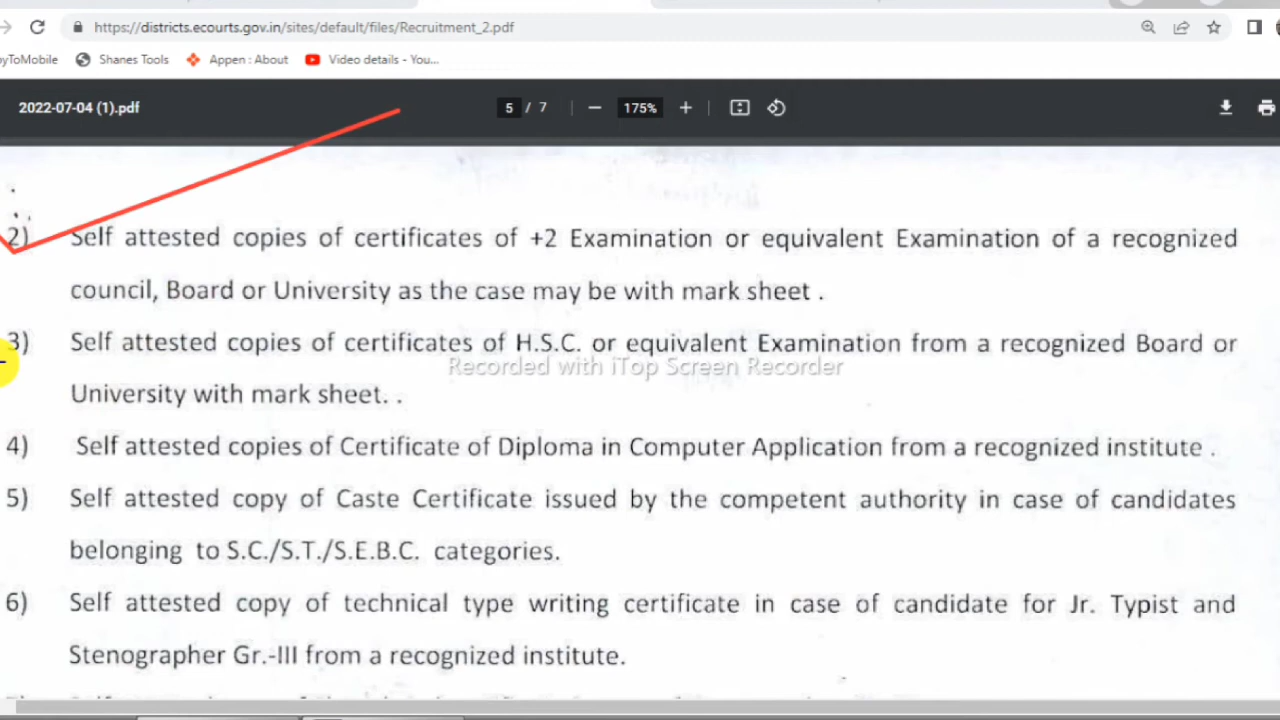 https://districts.ecourts.gov.in/sites/default/files/Recruitment_2.pdf
yToMobile Shanes Tools Appen : About Video details - You...
2022-07-04 (1).pdf 5 / 7 175%
2) Self attested copies of certificates of +2 Examination or equivalent Examination of a recognized
council, Board or University as the case may be with mark sheet .
3) Self attested copies of certificates of H.S.C. or equivalent Examination from a recognized Board or
Recorded with iTop Screen Recorder
University with mark sheet. .
4) Self attested copies of Certificate of Diploma in Computer Application from a recognized institute .
5) Self attested copy of Caste Certificate issued by the competent authority in case of candidates
belonging to S.C./S.T./S.E.B.C. categories.
6) Self attested copy of technical type writing certificate in case of candidate for Jr. Typist and
Stenographer Gr.-III from a recognized institute.